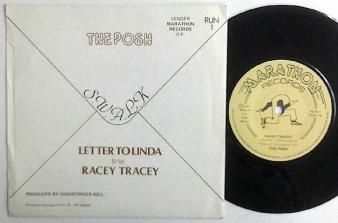 THE POSH
SENDER
MARATHON
RECORDS
U.K.
RUN
1
S.W.A.L.K
LETTER TO LINDA
B/W
RACEY TRACEY
PRODUCED BY CHRISTOPHER NEIL
MARATHON
RECORDS
RACEY TRACEY
THE POSH